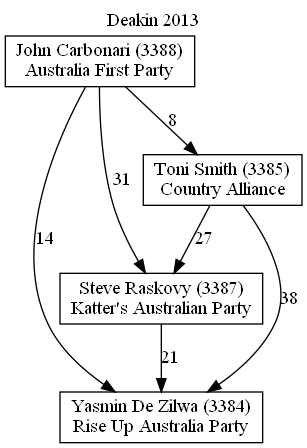 Deakin 2013
John Carbonari (3388)
Australia First Party
8
Toni Smith (3385)
Country Alliance
31
14
27
38
Steve Raskovy (3387)
Katter's Australian Party
21
Yasmin De Zilwa (3384)
Rise Up Australia Party